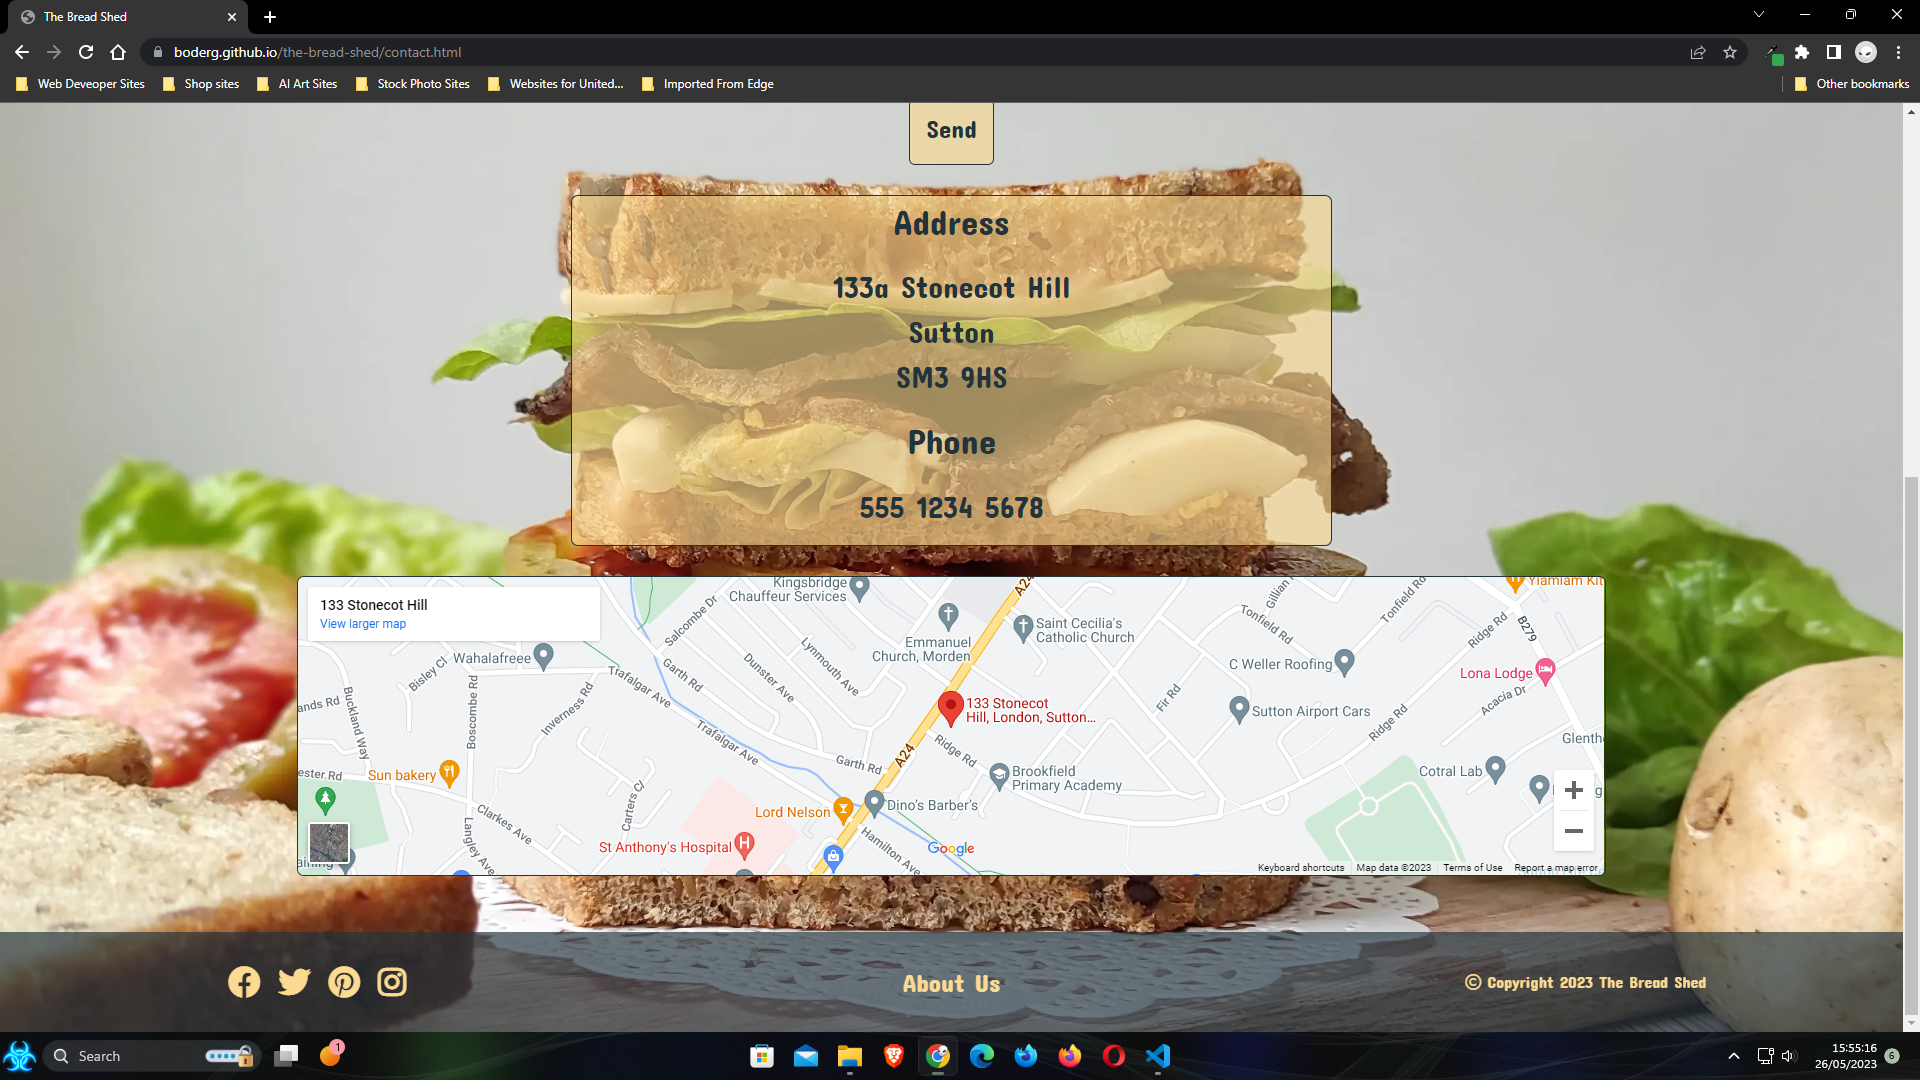 The Bread Shed
boderg.github.io/the-bread-shed/contact.html
Web Deveoper Sites
Shop sites
AI Art Sites
Stock Photo Sites
Websites for United...
Imported From Edge
Other bookmarks
Send
Address
133a Stonecot Hill
Sutton
SM3 9HS
Phone
555 1234 5678
133 Stonecot Hill
View larger map
Kingsbridge
Chauffeur Services
Salcombe Dr
A24
Saint Cecilia's
Catholic Church
Emmanuel
Church, Morden
Gillian
Tonfield Rd
Tonfield Rd
Yiamiam Kit
B279
Ridge Rd
Wahalafreee
Bisley Cl
Lynmouth Ave
Dunster Ave
Garth Rd
C Weller Roofing
Lona Lodge
Acacia Dr
Trafalgar Ave
Boscombe Rd
Buckland Way
ands Rd
Inverness Rd
Fir Rd
133 Stonecot
Hill, London, Sutton...
Sutton Airport Cars
Ridge Rd
Trafalgar Ave
Ridge Rd
Glenth
A24
Garth Rd
ester Rd
Sun bakery
Brookfield
Primary Academy
Cotral Lab
g
Carters Cl
Lord Nelson
Dino's Barber's
Clarkes Ave
Langley Ave
Hamilton Ave
St Anthony's Hospital
Google
aining
Keyboard shortcuts
Map data ©2023
Terms of Use
Report a map error
About Us
© Copyright 2023 The Bread Shed
Search
1
15:55:16
26/05/2023
6